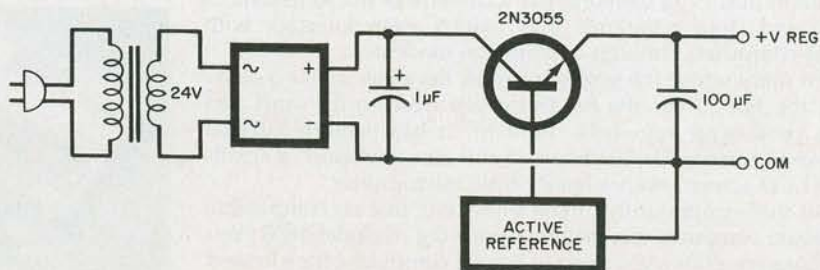 2N3055
+V REG
24V
~
~
+
−
+
1µF
100µF
COM
ACTIVE
REFERENCE